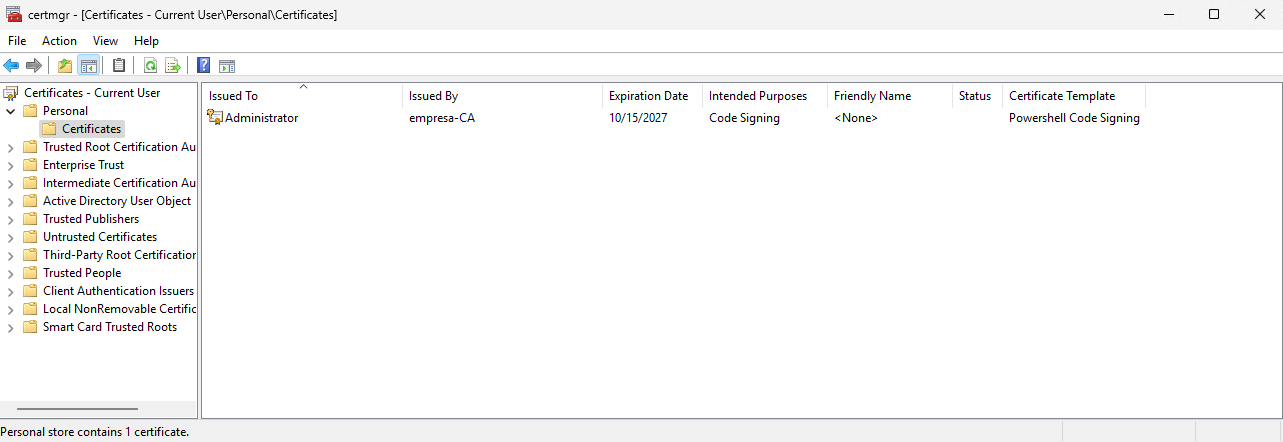 certmgr - [Certificates - Current User\Personal\Certificates]
File Action View Help
Certificates - Current User
Personal
Certificates
Trusted Root Certification Au
Enterprise Trust
Intermediate Certification Au
Active Directory User Object
Trusted Publishers
Untrusted Certificates
Third-Party Root Certification
Trusted People
Client Authentication Issuers
Local NonRemovable Certific
Smart Card Trusted Roots
Issued To Issued By Expiration Date Intended Purposes Friendly Name Status Certificate Template
Administrator empresa-CA 10/15/2027 Code Signing <None> Powershell Code Signing
Personal store contains 1 certificate.